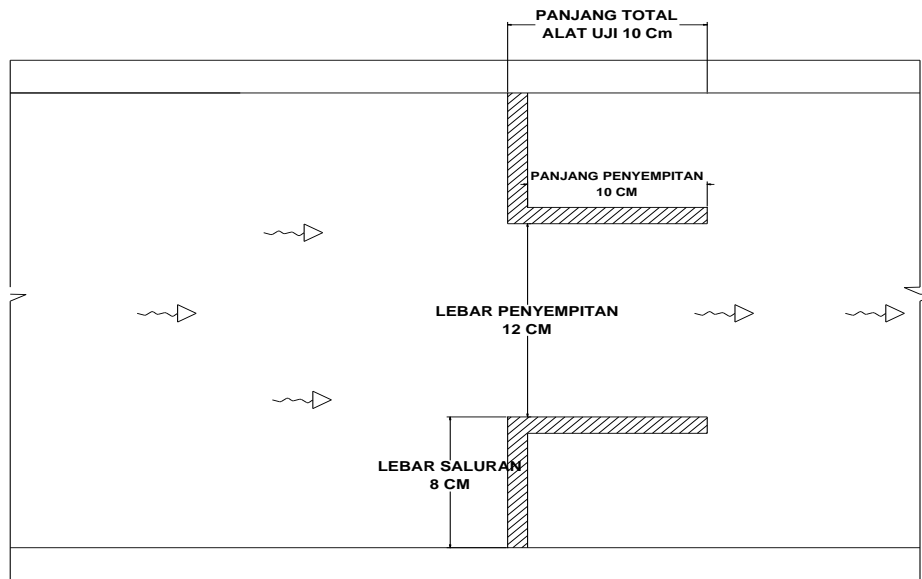 PANJANG TOTAL
ALAT UJI 10 Cm
PANJANG PENYEMPITAN
10 CM
LEBAR PENYEMPITAN
12 CM
LEBAR SALURAN
8 CM